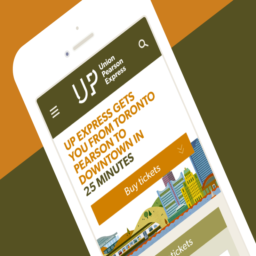 UP
Union
Pearson
Express
UP EXPRESS GETS
YOU FROM TORONTO
PEARSON TO
DOWNTOWN IN
25 MINUTES
Buy tickets
tickets